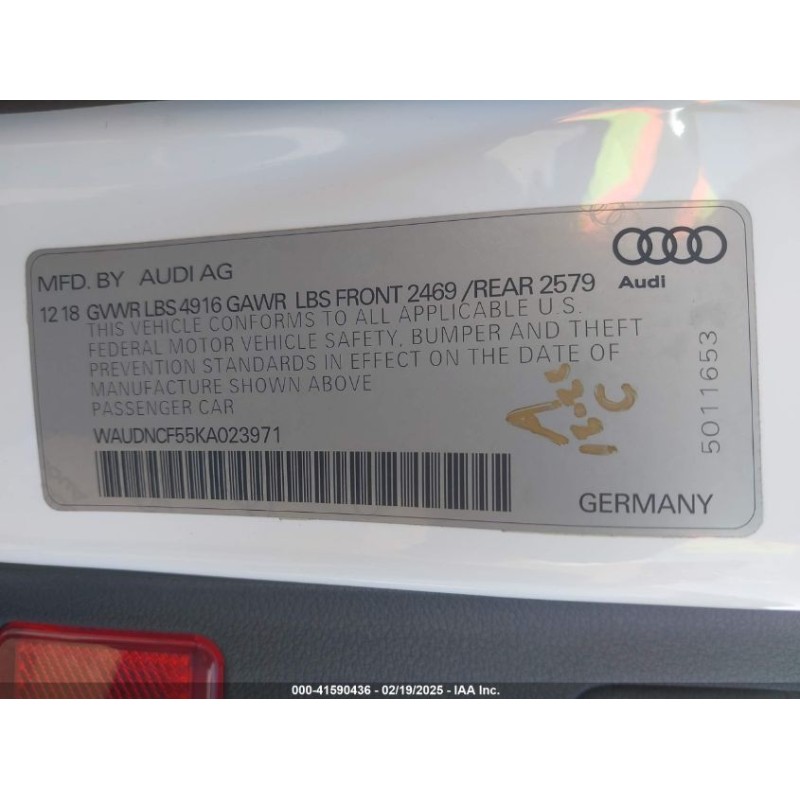 MFD. BY AUDI AG
Audi
12 18 GVWR LBS 4916 GAWR LBS FRONT 2469 /REAR 2579
THIS VEHICLE CONFORMS TO ALL APPLICABLE U.S.
FEDERAL MOTOR VEHICLE SAFETY, BUMPER AND THEFT
PREVENTION STANDARDS IN EFFECT ON THE DATE OF
MANUFACTURE SHOWN ABOVE
PASSENGER CAR
WAUDNCF55KA023971
5011653
GERMANY
000-41590436 - 02/19/2025 - IAA Inc.